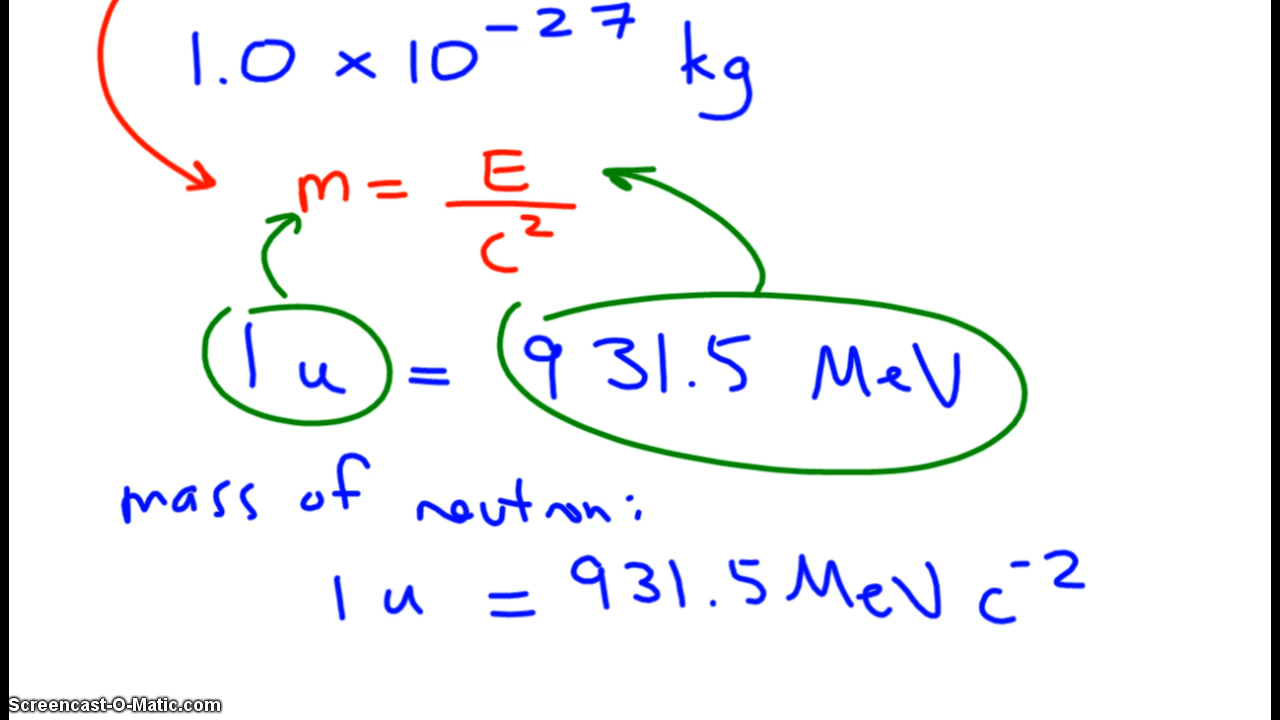 1.0 × 10⁻²⁷ kg
m = E/c²
1 u = 931.5 MeV
mass of neutron:
1 u = 931.5 MeV c⁻²
Screencast-O-Matic.com